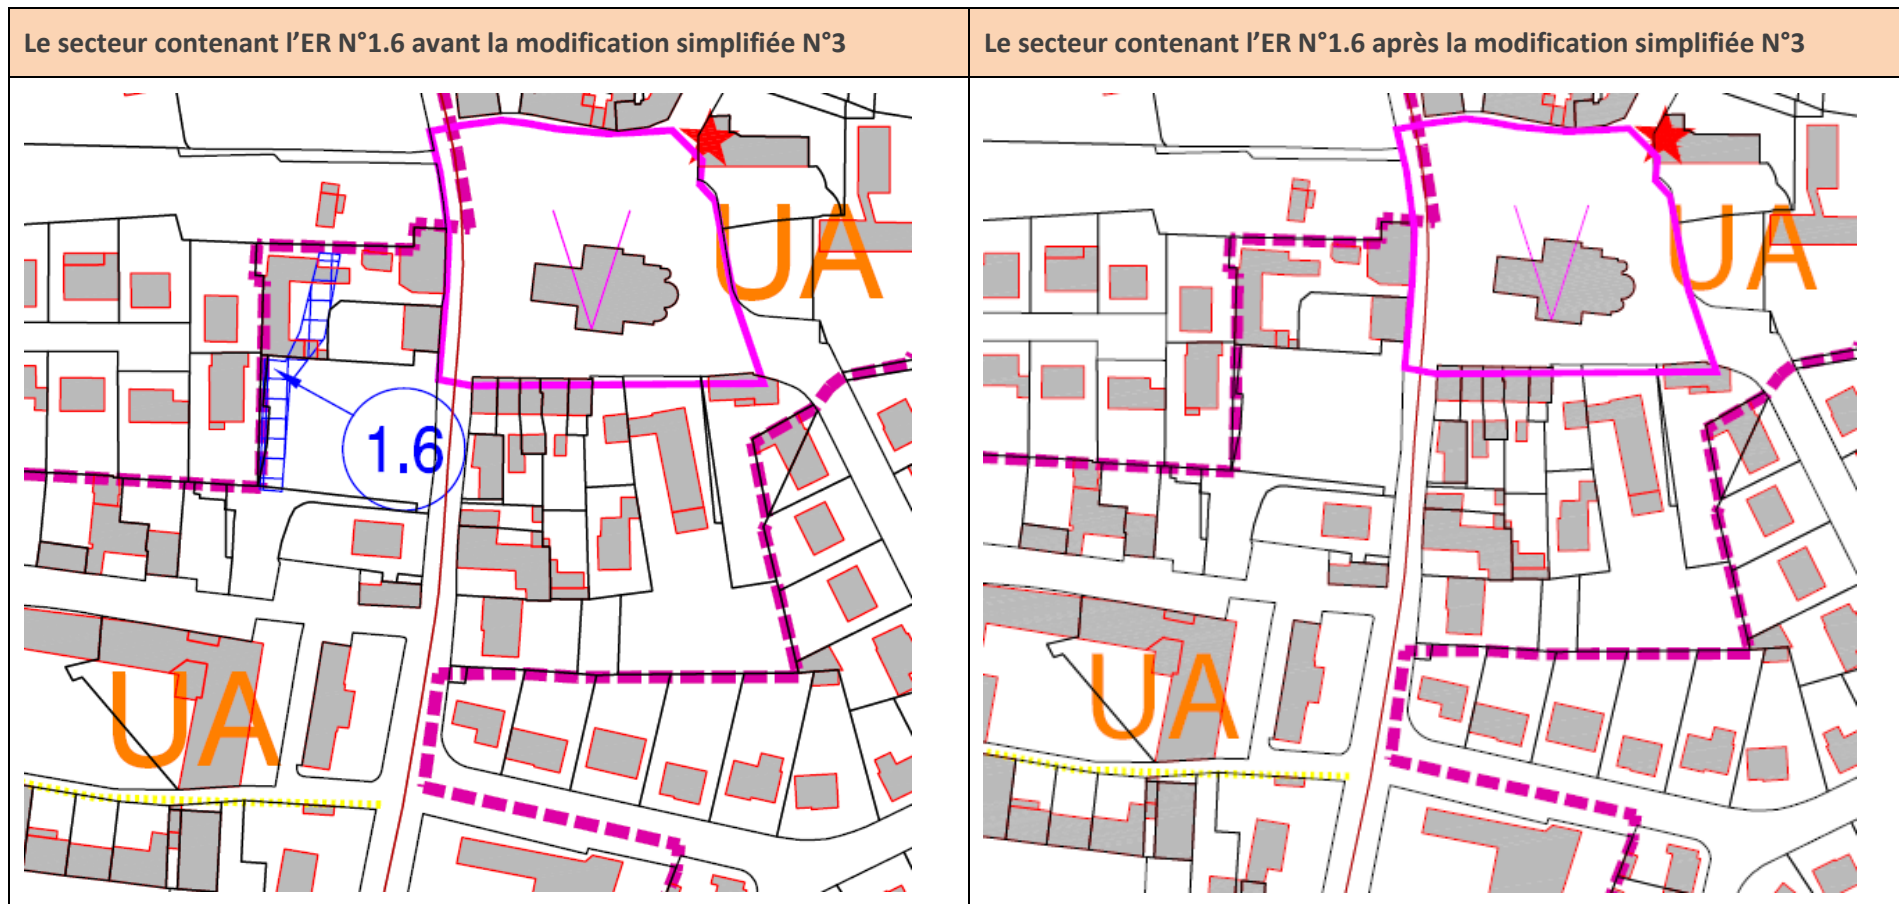 Le secteur contenant l’ER N°1.6 avant la modification simplifiée N°3
Le secteur contenant l’ER N°1.6 après la modification simplifiée N°3
UA
1.6
UA
UA
UA